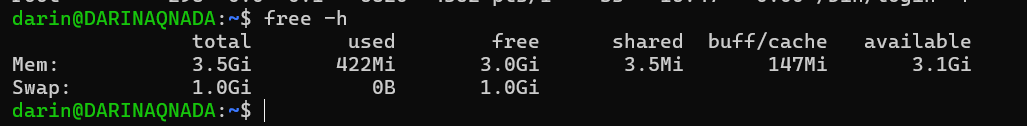 darin@DARINAQNADA:~$ free -h
total used free shared buff/cache available
Mem: 3.5Gi 422Mi 3.0Gi 3.5Mi 147Mi 3.1Gi
Swap: 1.0Gi 0B 1.0Gi
darin@DARINAQNADA:~$